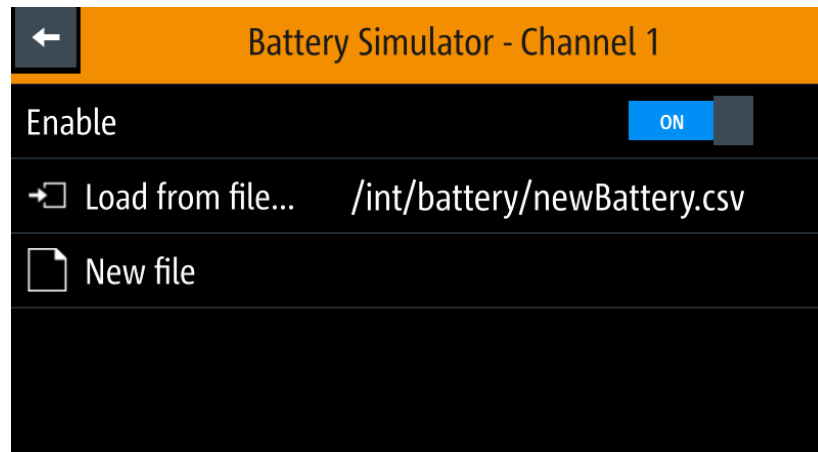 Battery Simulator - Channel 1
Enable ON
Load from file... /int/battery/newBattery.csv
New file